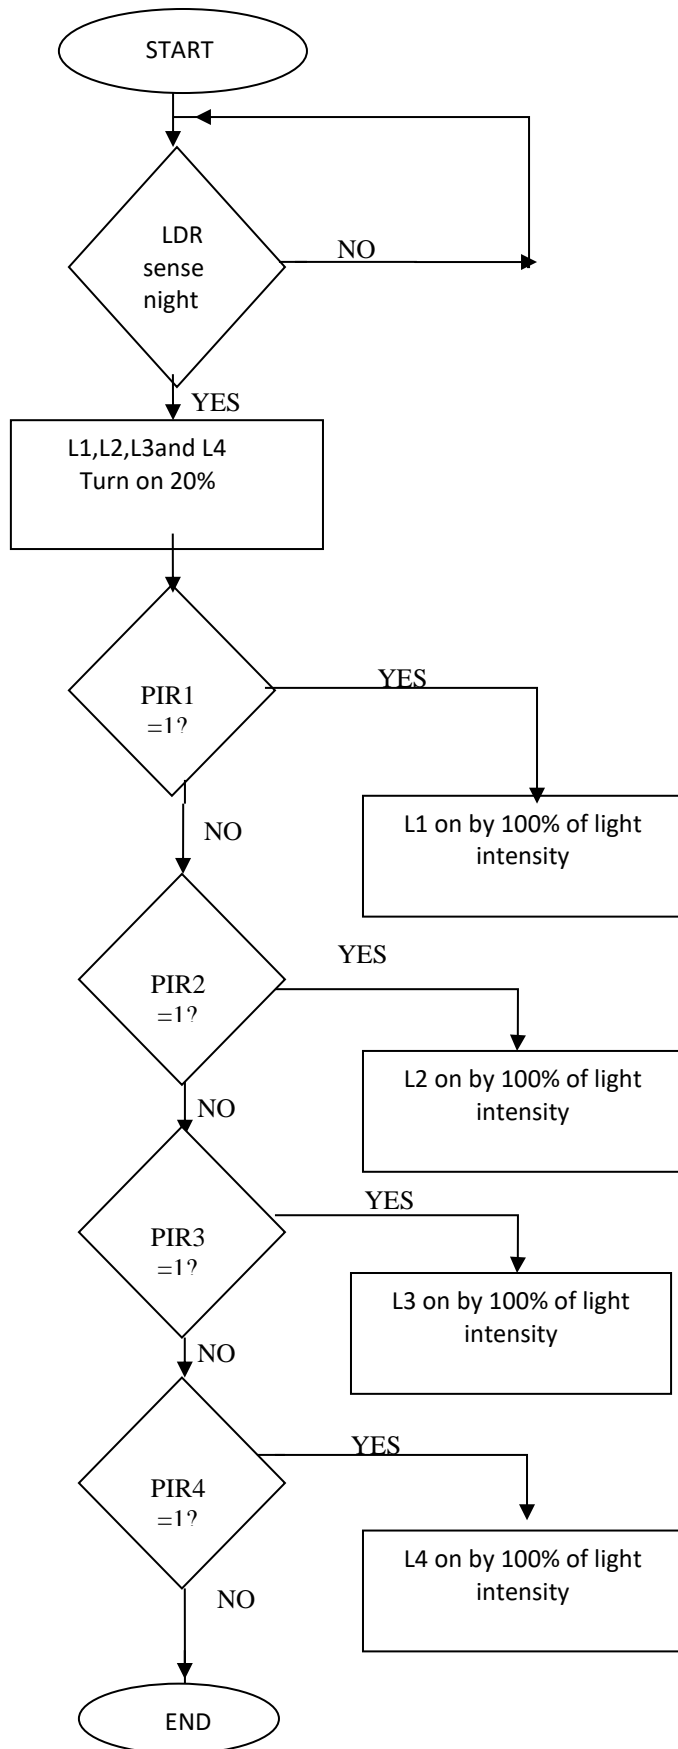 START
LDR
sense
night
NO
YES
L1,L2,L3and L4
Turn on 20%
PIR1
=1?
YES
NO
L1 on by 100% of light
intensity
PIR2
=1?
YES
NO
L2 on by 100% of light
intensity
PIR3
=1?
YES
NO
L3 on by 100% of light
intensity
PIR4
=1?
YES
NO
L4 on by 100% of light
intensity
END